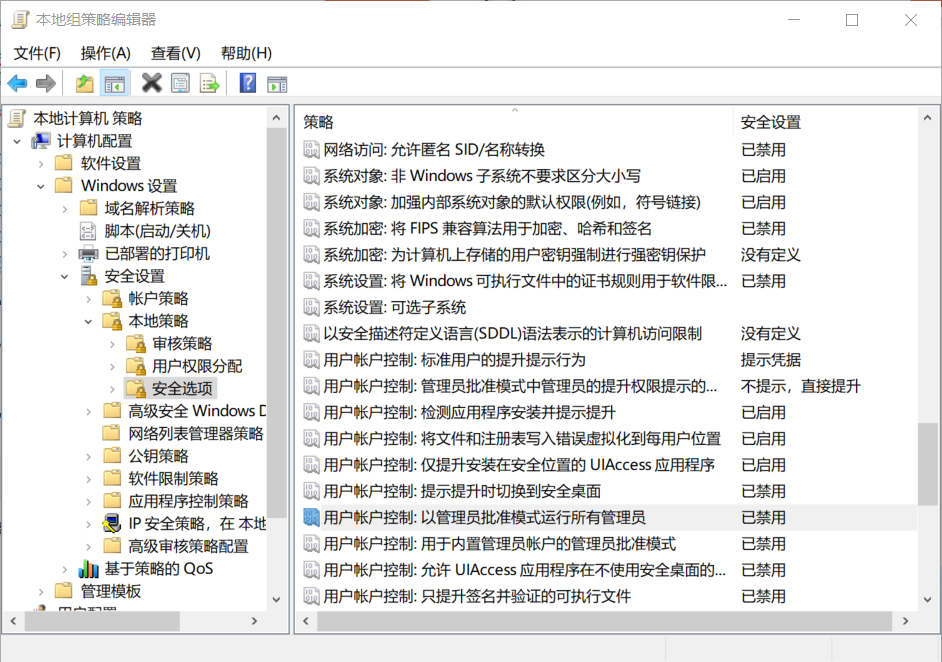 本地组策略编辑器
文件(F) 操作(A) 查看(V) 帮助(H)
本地计算机 策略
计算机配置
软件设置
Windows 设置
域名解析策略
脚本(启动/关机)
已部署的打印机
安全设置
帐户策略
本地策略
审核策略
用户权限分配
安全选项
高级安全 Windows D
网络列表管理器策略
公钥策略
软件限制策略
应用程序控制策略
IP 安全策略，在 本地
高级审核策略配置
基于策略的 QoS
管理模板
用户配置
策略 安全设置
网络访问: 允许匿名 SID/名称转换 已禁用
系统对象: 非 Windows 子系统不要求区分大小写 已启用
系统对象: 加强内部系统对象的默认权限(例如，符号链接) 已启用
系统加密: 将 FIPS 兼容算法用于加密、哈希和签名 已禁用
系统加密: 为计算机上存储的用户密钥强制进行强密钥保护 没有定义
系统设置: 将 Windows 可执行文件中的证书规则用于软件限... 已禁用
系统设置: 可选子系统
以安全描述符定义语言(SDDL)语法表示的计算机访问限制 没有定义
用户帐户控制: 标准用户的提升提示行为 提示凭据
用户帐户控制: 管理员批准模式中管理员的提升权限提示的... 不提示，直接提升
用户帐户控制: 检测应用程序安装并提示提升 已启用
用户帐户控制: 将文件和注册表写入错误虚拟化到每用户位置 已启用
用户帐户控制: 仅提升安装在安全位置的 UIAccess 应用程序 已启用
用户帐户控制: 提示提升时切换到安全桌面 已禁用
用户帐户控制: 以管理员批准模式运行所有管理员 已禁用
用户帐户控制: 用于内置管理员帐户的管理员批准模式 已禁用
用户帐户控制: 允许 UIAccess 应用程序在不使用安全桌面的... 已禁用
用户帐户控制: 只提升签名并验证的可执行文件 已禁用